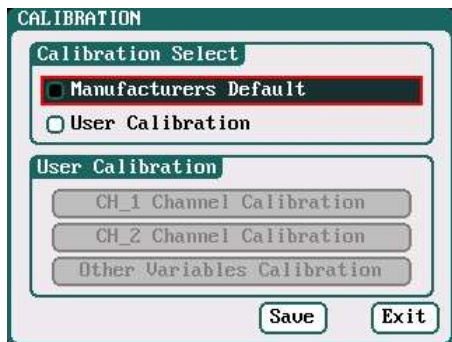 CALIBRATION
Calibration Select
Manufacturers Default
User Calibration
User Calibration
CH_1 Channel Calibration
CH_2 Channel Calibration
Other Variables Calibration
Save Exit